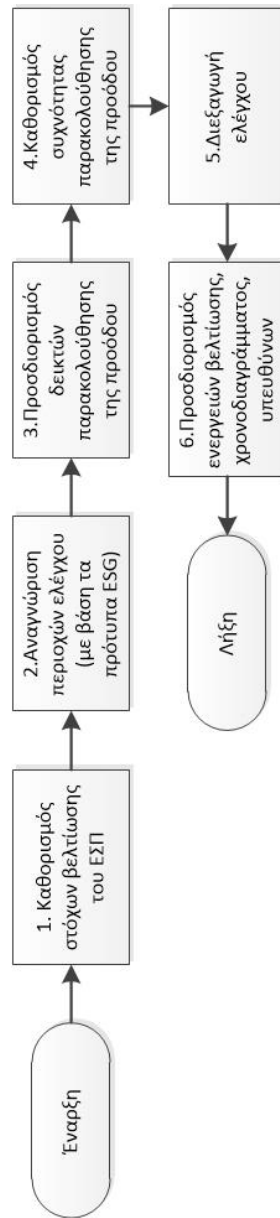 Έναρξη
1. Καθορισμός
στόχων βελτίωσης
του ΕΣΠ
2.Αναγνώριση
περιοχών ελέγχου
(με βάση τα
πρότυπα ESG)
3.Προσδιορισμός
δεικτών
παρακολούθησης
της προόδου
4.Καθορισμός
συχνότητας
παρακολούθησης
της προόδου
5.Διεξαγωγή
ελέγχου
6.Προσδιορισμός
ενεργειών βελτίωσης,
χρονοδιαγράμματος,
υπευθύνων
Λήξη